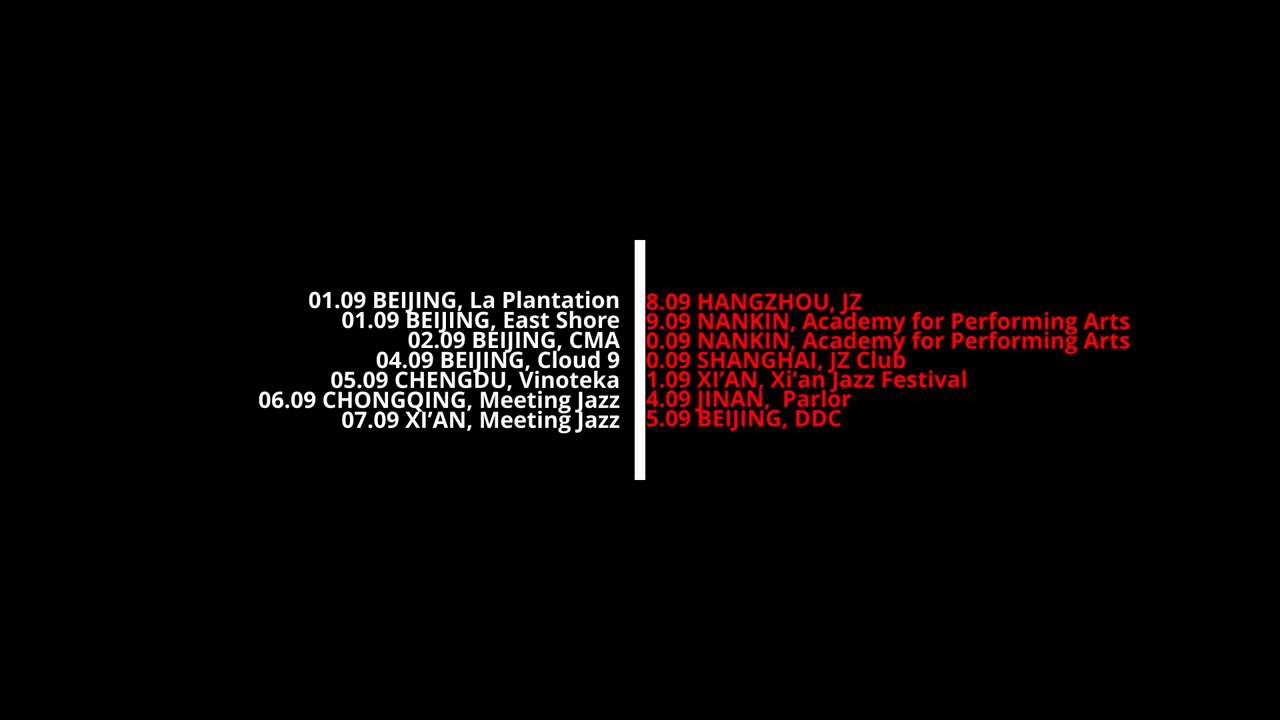 01.09 BEIJING, La Plantation
01.09 BEIJING, East Shore
02.09 BEIJING, CMA
04.09 BEIJING, Cloud 9
05.09 CHENGDU, Vinoteka
06.09 CHONGQING, Meeting Jazz
07.09 XI’AN, Meeting Jazz
8.09 HANGZHOU, JZ
9.09 NANKIN, Academy for Performing Arts
0.09 NANKIN, Academy for Performing Arts
0.09 SHANGHAI, JZ Club
1.09 XI’AN, Xi’an Jazz Festival
4.09 JINAN,  Parlor
5.09 BEIJING, DDC